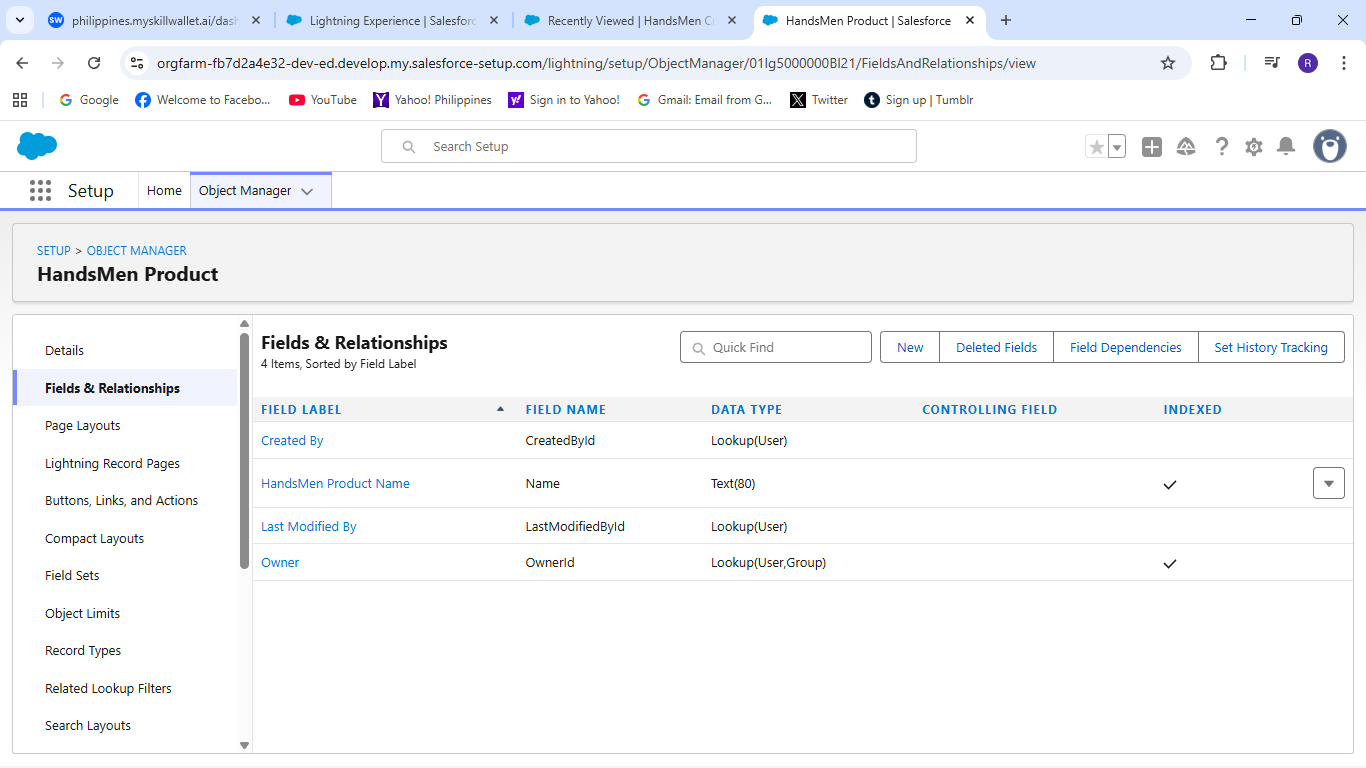 SW philippines.myskillwallet.ai/dash
Lightning Experience | Salesforc
Recently Viewed | HandsMen C
HandsMen Product | Salesforce
orgfarm-fb7d2a4e32-dev-ed.develop.my.salesforce-setup.com/lightning/setup/ObjectManager/01Ig5000000Bl21/FieldsAndRelationships/view
R
Google
Welcome to Facebo...
YouTube
Yahoo! Philippines
Sign in to Yahoo!
Gmail: Email from G...
Twitter
Sign up | Tumblr
Search Setup
Setup
Home
Object Manager
SETUP > OBJECT MANAGER
HandsMen Product
Details
Fields & Relationships
Page Layouts
Lightning Record Pages
Buttons, Links, and Actions
Compact Layouts
Field Sets
Object Limits
Record Types
Related Lookup Filters
Search Layouts
Fields & Relationships
4 Items, Sorted by Field Label
Quick Find
New
Deleted Fields
Field Dependencies
Set History Tracking
FIELD LABEL FIELD NAME DATA TYPE CONTROLLING FIELD INDEXED
Created By CreatedById Lookup(User)
HandsMen Product Name Name Text(80)
Last Modified By LastModifiedById Lookup(User)
Owner OwnerId Lookup(User,Group)